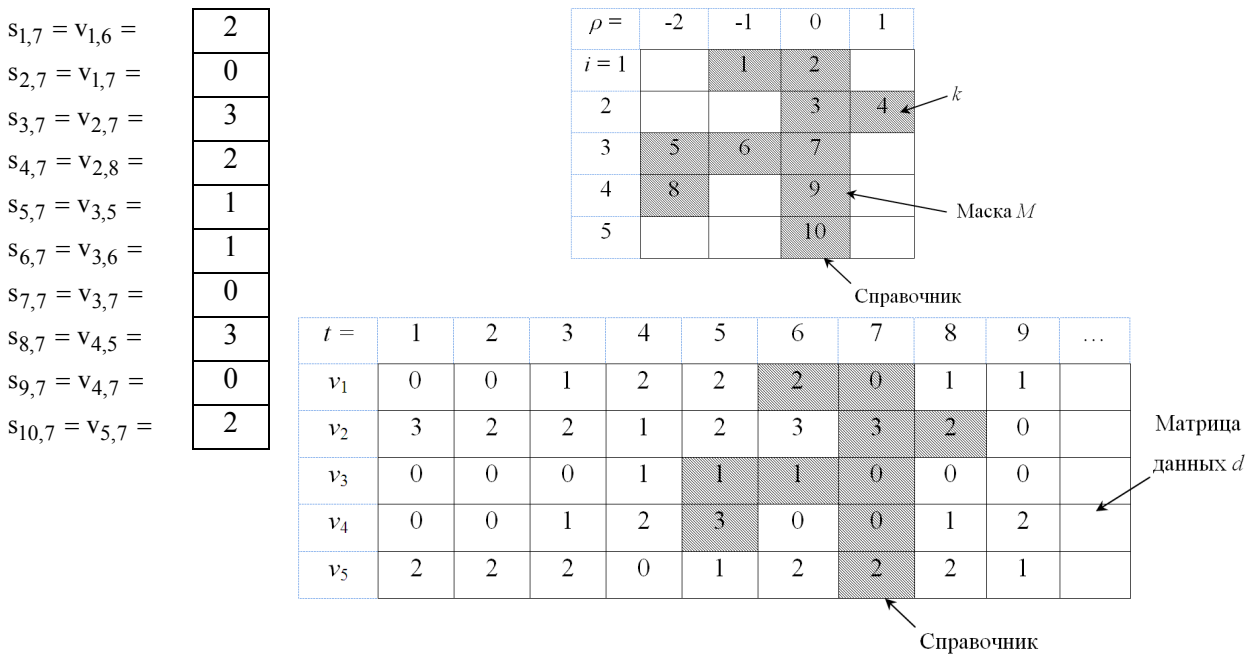 s1,7 = v1,6 = 2
s2,7 = v1,7 = 0
s3,7 = v2,7 = 3
s4,7 = v2,8 = 2
s5,7 = v3,5 = 1
s6,7 = v3,6 = 1
s7,7 = v3,7 = 0
s8,7 = v4,5 = 3
s9,7 = v4,7 = 0
s10,7 = v5,7 = 2
ρ = -2 -1 0 1
i = 1 1 2
2 3 4
k
3 5 6 7
4 8 9
Маска M
5 10
Справочник
t = 1 2 3 4 5 6 7 8 9 ...
v1 0 0 1 2 2 2 0 1 1
v2 3 2 2 1 2 3 3 2 0
v3 0 0 0 1 1 1 0 0 0
v4 0 0 1 2 3 0 0 1 2
v5 2 2 2 0 1 2 2 2 1
Матрица
данных d
Справочник